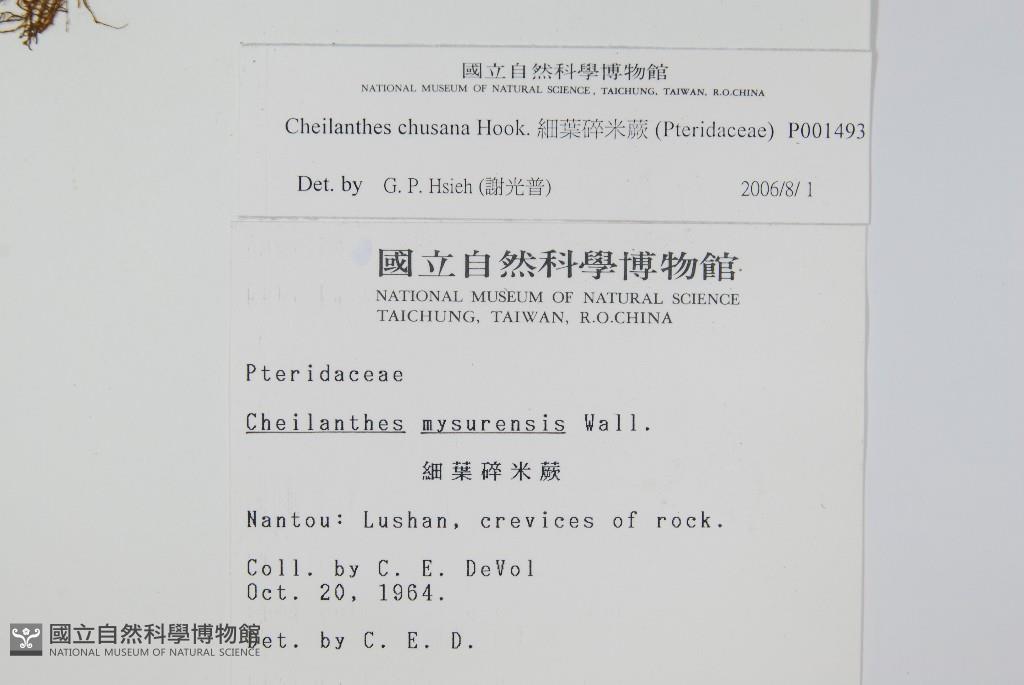 國立自然科學博物館
NATIONAL MUSEUM OF NATURAL SCIENCE, TAICHUNG, TAIWAN, R.O.CHINA
Cheilanthes chusana Hook. 細葉碎米蕨 (Pteridaceae) P001493
Det. by G. P. Hsieh (謝光普) 2006/8/ 1
國立自然科學博物館
NATIONAL MUSEUM OF NATURAL SCIENCE
TAICHUNG, TAIWAN, R.O.CHINA
Pteridaceae
Cheilanthes mysurensis Wall.
細葉碎米蕨
Nantou: Lushan, crevices of rock.
Coll. by C. E. DeVol
Oct. 20, 1964.
Det. by C. E. D.
國立自然科學博物館
NATIONAL MUSEUM OF NATURAL SCIENCE